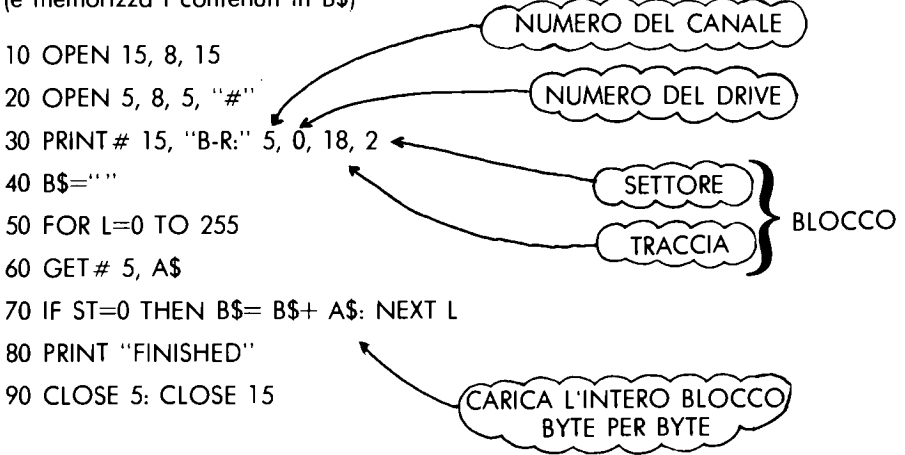 (e memorizza i contenuti in B$)
NUMERO DEL CANALE
10 OPEN 15, 8, 15
20 OPEN 5, 8, 5, "#"
NUMERO DEL DRIVE
30 PRINT# 15, "B-R:" 5, 0, 18, 2
40 B$=""
SETTORE
50 FOR L=0 TO 255
BLOCCO
TRACCIA
60 GET# 5, A$
70 IF ST=0 THEN B$= B$+ A$: NEXT L
80 PRINT "FINISHED"
90 CLOSE 5: CLOSE 15
CARICA L'INTERO BLOCCO
BYTE PER BYTE